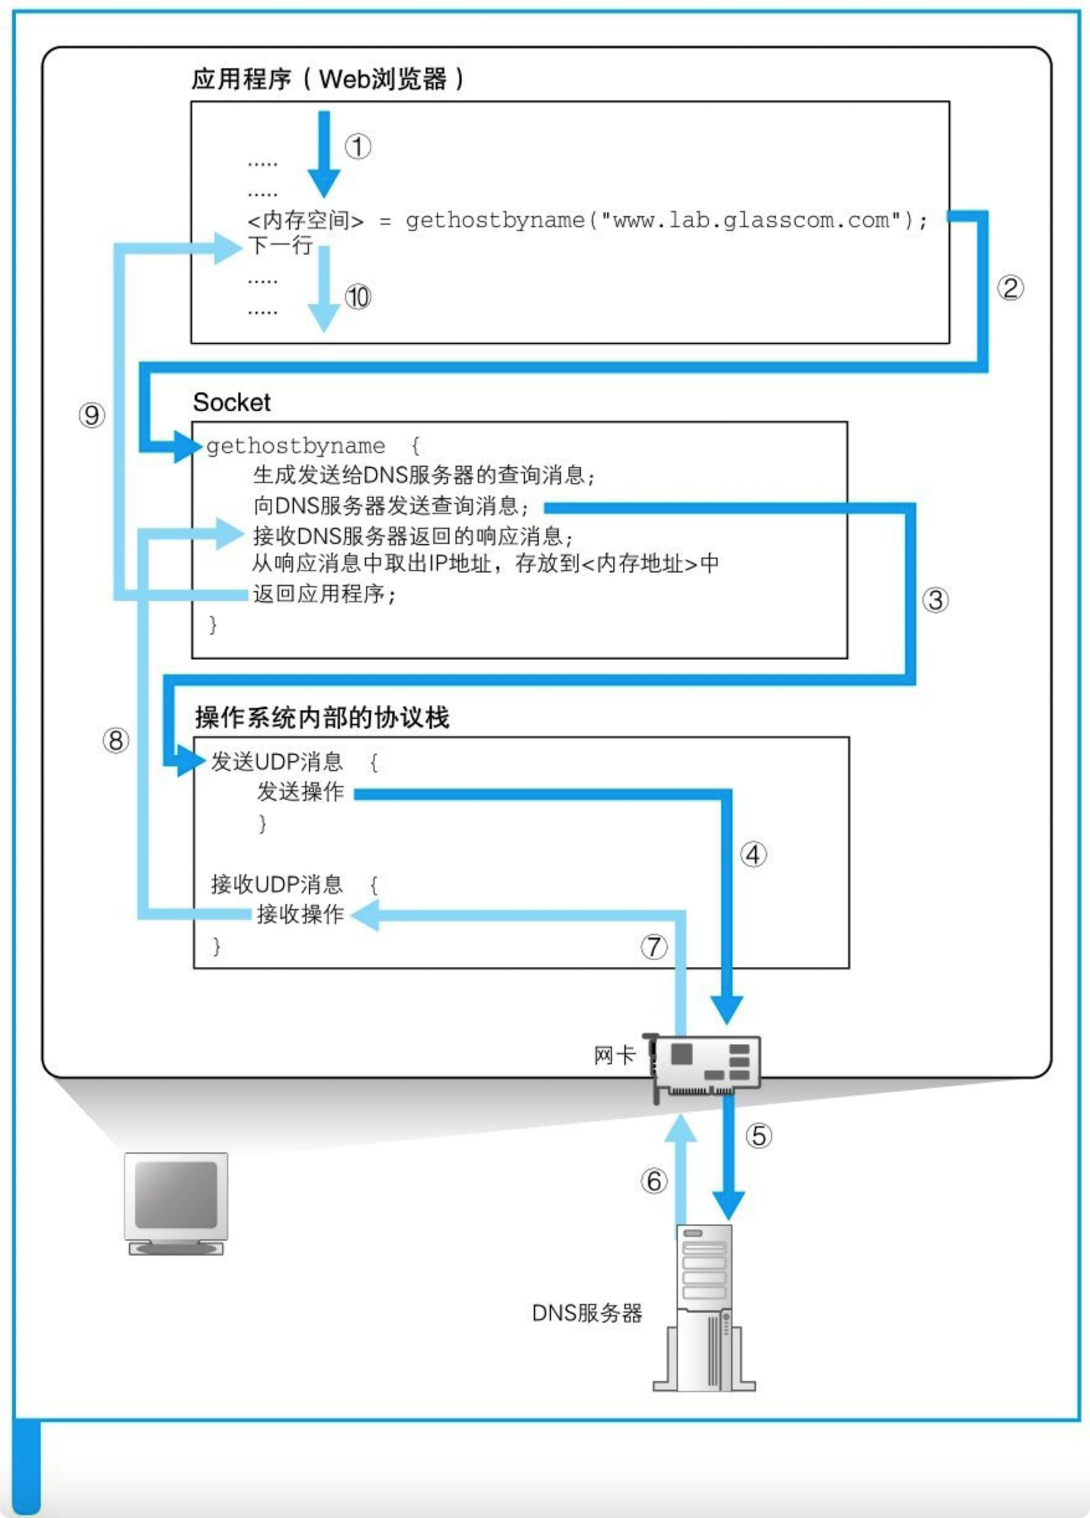 应用程序（Web浏览器）
①
.....
.....
<内存空间> = gethostbyname("www.lab.glasscom.com");
下一行
②
.....
⑩
.....
Socket
⑨
gethostbyname {
生成发送给DNS服务器的查询消息；
向DNS服务器发送查询消息；
接收DNS服务器返回的响应消息；
从响应消息中取出IP地址，存放到<内存地址>中
返回应用程序；
③
}
操作系统内部的协议栈
⑧
发送UDP消息 {
发送操作
}
④
接收UDP消息 {
接收操作
}
⑦
网卡
⑤
⑥
DNS服务器